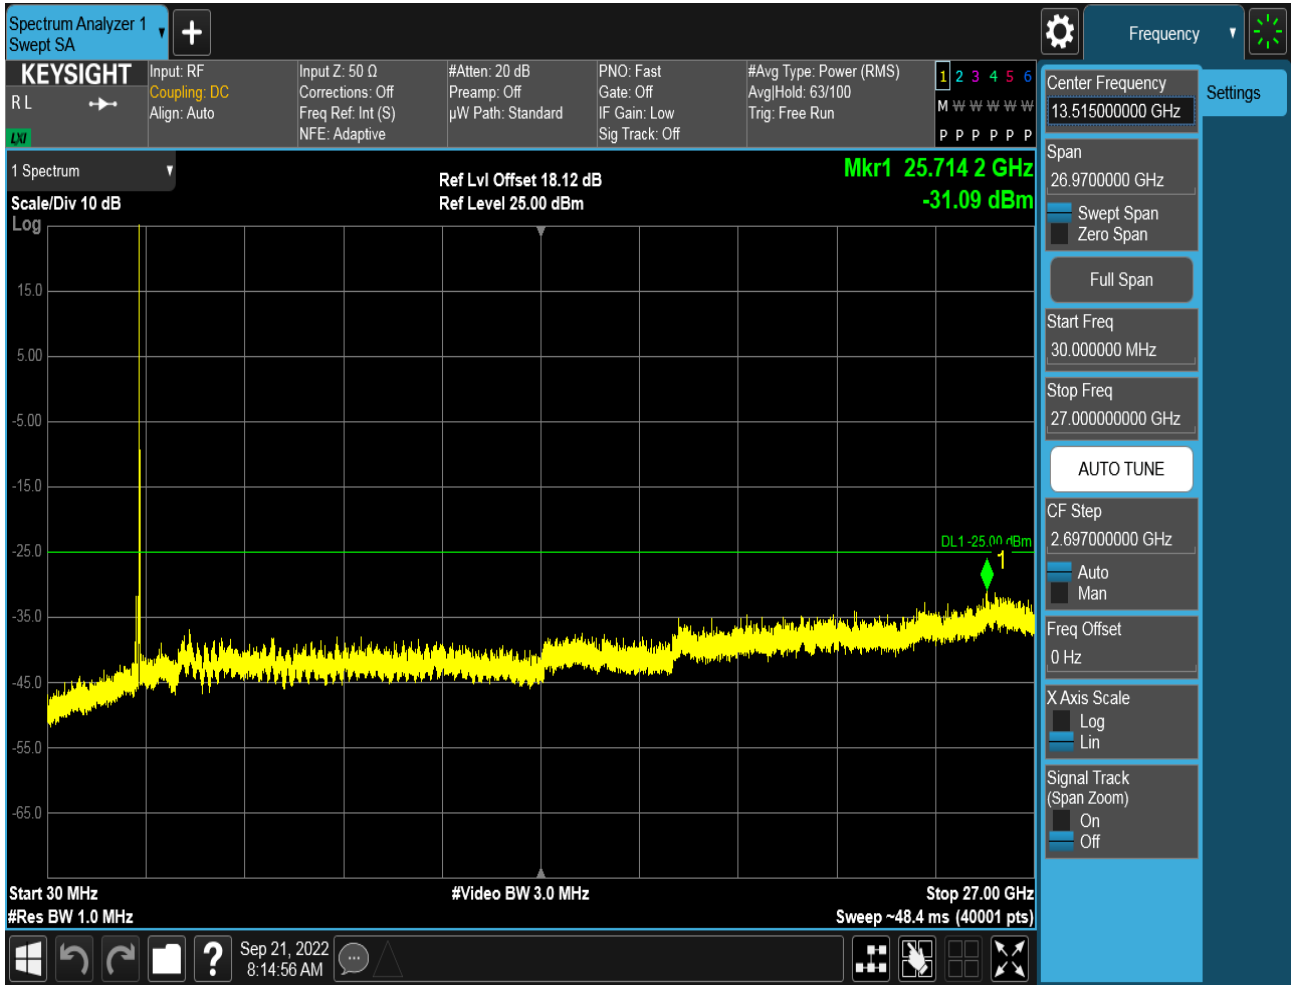 Spectrum Analyzer 1
Swept SA
Frequency
KEYSIGHT
R L
LXI
Input: RF
Coupling: DC
Align: Auto
Input Z: 50 Ω
Corrections: Off
Freq Ref: Int (S)
NFE: Adaptive
#Atten: 20 dB
Preamp: Off
µW Path: Standard
PNO: Fast
Gate: Off
IF Gain: Low
Sig Track: Off
#Avg Type: Power (RMS)
Avg|Hold: 63/100
Trig: Free Run
1 2 3 4 5 6
M W W W W W
P P P P P P
1 Spectrum
Scale/Div 10 dB
Log
Ref Lvl Offset 18.12 dB
Ref Level 25.00 dBm
Mkr1 25.714 2 GHz
-31.09 dBm
15.0
5.00
-5.00
-15.0
-25.0
-35.0
-45.0
-55.0
-65.0
DL1 -25.00 dBm
1
Start 30 MHz
#Res BW 1.0 MHz
#Video BW 3.0 MHz
Stop 27.00 GHz
Sweep ~48.4 ms (40001 pts)
Sep 21, 2022
8:14:56 AM
Center Frequency
13.515000000 GHz
Settings
Span
26.9700000 GHz
Swept Span
Zero Span
Full Span
Start Freq
30.000000 MHz
Stop Freq
27.000000000 GHz
AUTO TUNE
CF Step
2.697000000 GHz
Auto
Man
Freq Offset
0 Hz
X Axis Scale
Log
Lin
Signal Track
(Span Zoom)
On
Off